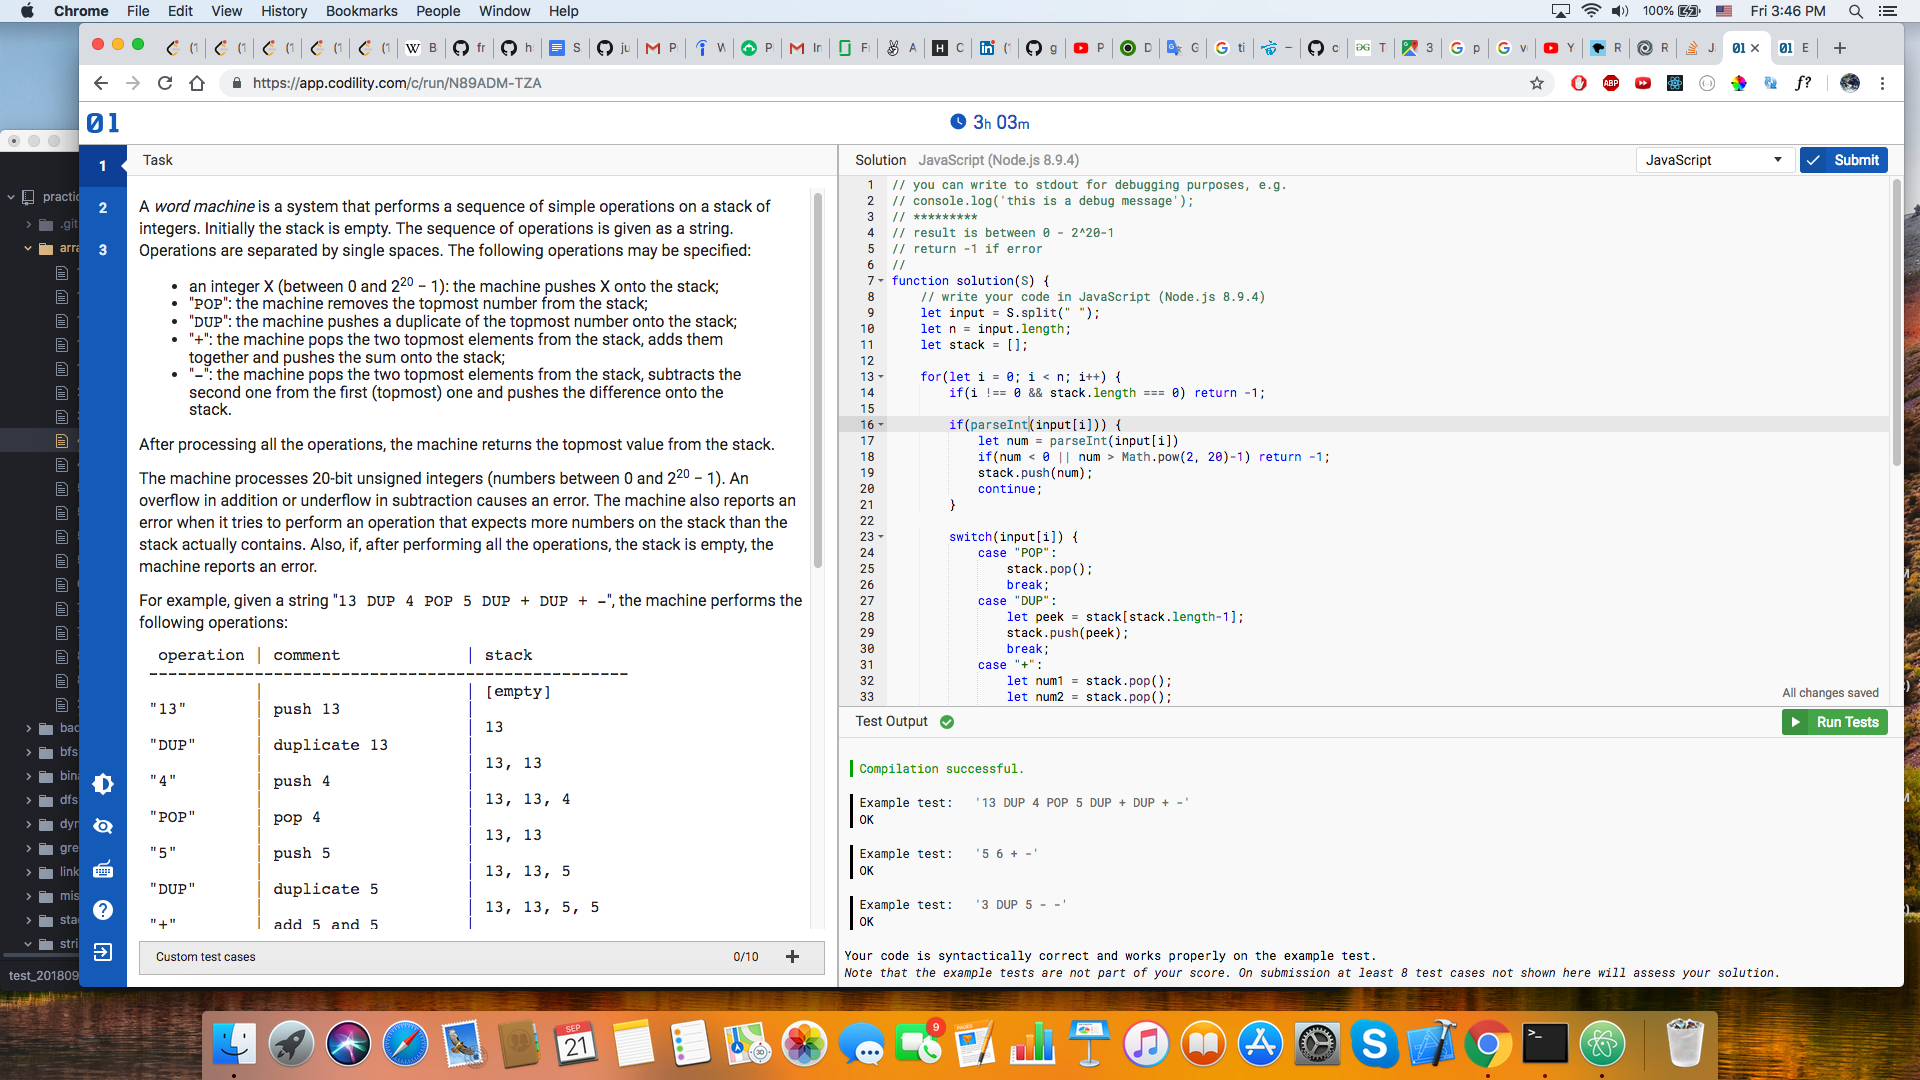 Chrome File Edit View History Bookmarks People Window Help 100% Fri 3:46 PM
https://app.codility.com/c/run/N89ADM-TZA
01 3h 03m
practic
.git
arra
bac
bfs
bina
dfs
dyn
gre
link
mis
sta
stri
test_201809
1
2
3
Task
A word machine is a system that performs a sequence of simple operations on a stack of
integers. Initially the stack is empty. The sequence of operations is given as a string.
Operations are separated by single spaces. The following operations may be specified:
• an integer X (between 0 and 2²⁰ − 1): the machine pushes X onto the stack;
• "POP": the machine removes the topmost number from the stack;
• "DUP": the machine pushes a duplicate of the topmost number onto the stack;
• "+": the machine pops the two topmost elements from the stack, adds them
together and pushes the sum onto the stack;
• "−": the machine pops the two topmost elements from the stack, subtracts the
second one from the first (topmost) one and pushes the difference onto the
stack.
After processing all the operations, the machine returns the topmost value from the stack.
The machine processes 20-bit unsigned integers (numbers between 0 and 2²⁰ − 1). An
overflow in addition or underflow in subtraction causes an error. The machine also reports an
error when it tries to perform an operation that expects more numbers on the stack than the
stack actually contains. Also, if, after performing all the operations, the stack is empty, the
machine reports an error.
For example, given a string "13 DUP 4 POP 5 DUP + DUP + −", the machine performs the
following operations:
operation | comment | stack
--------------------------------------------------
[empty]
"13" | push 13
13
"DUP" | duplicate 13
13, 13
"4" | push 4
13, 13, 4
"POP" | pop 4
13, 13
"5" | push 5
13, 13, 5
"DUP" | duplicate 5
13, 13, 5, 5
"+" | add 5 and 5
Custom test cases 0/10 +
Solution JavaScript (Node.js 8.9.4) JavaScript Submit
1 // you can write to stdout for debugging purposes, e.g.
2 // console.log('this is a debug message');
3 // *********
4 // result is between 0 - 2^20-1
5 // return -1 if error
6 //
7 function solution(S) {
8 // write your code in JavaScript (Node.js 8.9.4)
9 let input = S.split(" ");
10 let n = input.length;
11 let stack = [];
12
13 for(let i = 0; i < n; i++) {
14 if(i !== 0 && stack.length === 0) return -1;
15
16 if(parseInt(input[i])) {
17 let num = parseInt(input[i])
18 if(num < 0 || num > Math.pow(2, 20)-1) return -1;
19 stack.push(num);
20 continue;
21 }
22
23 switch(input[i]) {
24 case "POP":
25 stack.pop();
26 break;
27 case "DUP":
28 let peek = stack[stack.length-1];
29 stack.push(peek);
30 break;
31 case "+":
32 let num1 = stack.pop();
33 let num2 = stack.pop();
All changes saved
Test Output Run Tests
Compilation successful.
Example test: '13 DUP 4 POP 5 DUP + DUP + -'
OK
Example test: '5 6 + -'
OK
Example test: '3 DUP 5 - -'
OK
Your code is syntactically correct and works properly on the example test.
Note that the example tests are not part of your score. On submission at least 8 test cases not shown here will assess your solution.
SEP
21
9